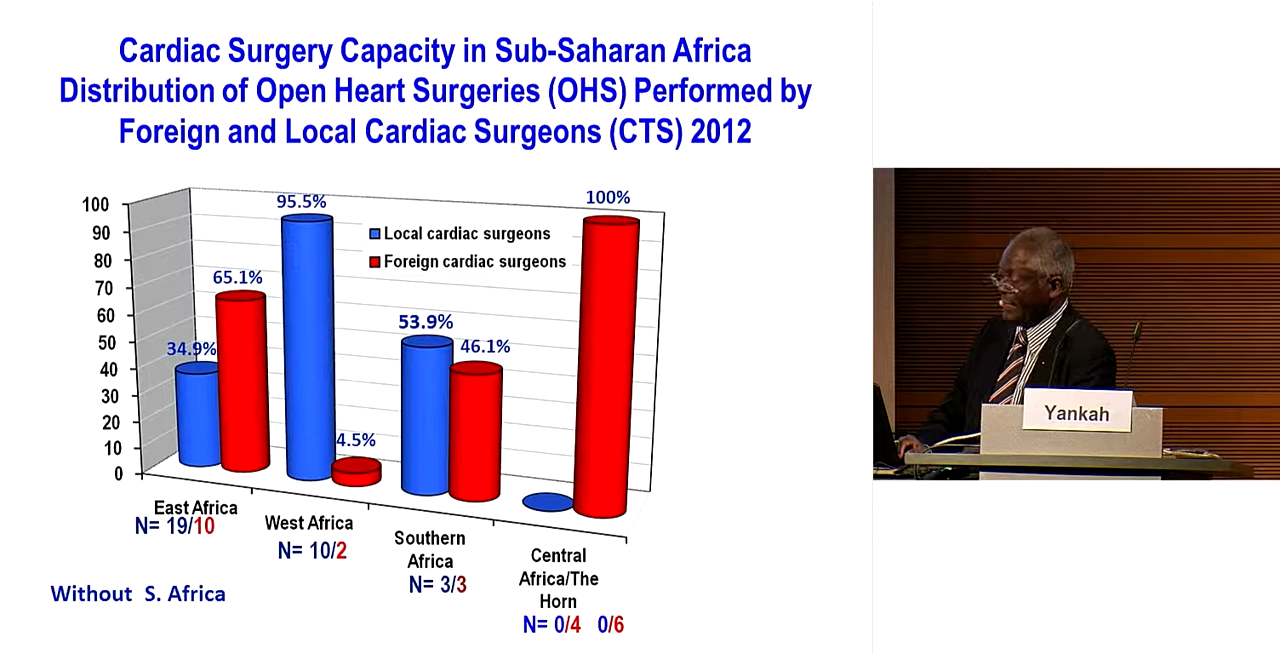 Cardiac Surgery Capacity in Sub-Saharan Africa
Distribution of Open Heart Surgeries (OHS) Performed by
Foreign and Local Cardiac Surgeons (CTS) 2012
100
90
80
70
60
50
40
30
20
10
0
34.9%
65.1%
95.5%
4.5%
53.9%
46.1%
100%
Local cardiac surgeons
Foreign cardiac surgeons
East Africa
N= 19/10
West Africa
N= 10/2
Southern
Africa
N= 3/3
Central
Africa/The
Horn
N= 0/4 0/6
Without S. Africa
Yankah